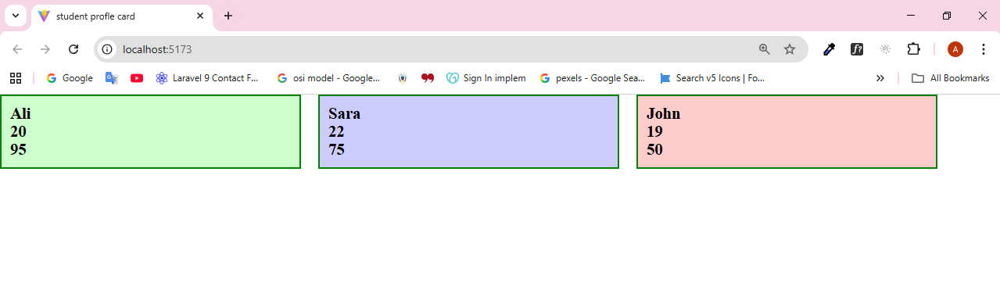 student profle card
localhost:5173
A
f?
Google
Laravel 9 Contact F...
osi model - Google...
Sign In implem
pexels - Google Sea...
Search v5 Icons | Fo...
All Bookmarks
Ali
20
95
Sara
22
75
John
19
50